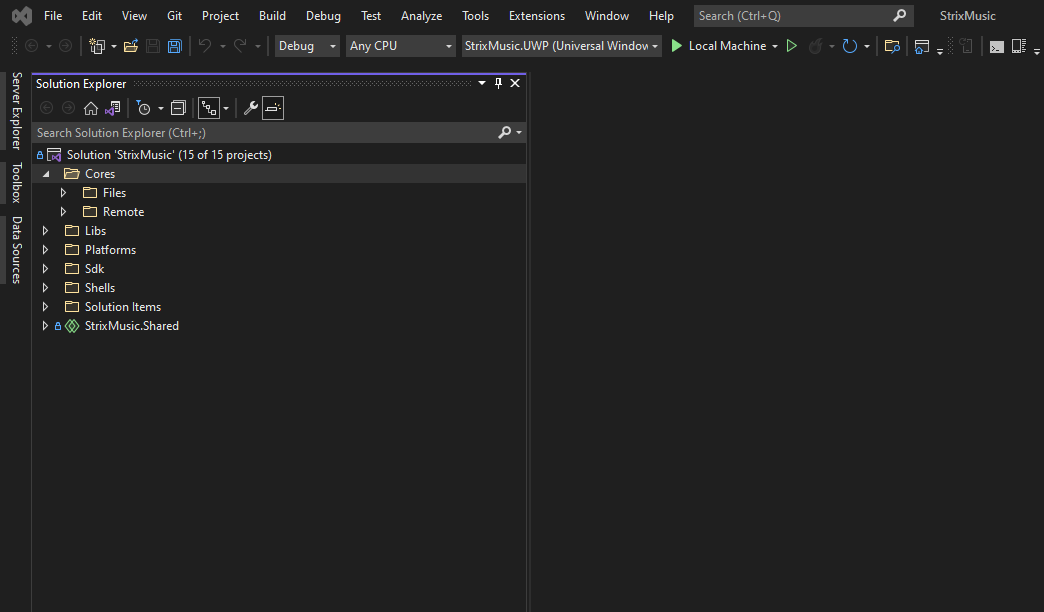 File Edit View Git Project Build Debug Test Analyze Tools Extensions Window Help Search (Ctrl+Q) StrixMusic
Debug Any CPU StrixMusic.UWP (Universal Window Local Machine
Server Explorer
Toolbox
Data Sources
Solution Explorer
Search Solution Explorer (Ctrl+;)
Solution 'StrixMusic' (15 of 15 projects)
Cores
Files
Remote
Libs
Platforms
Sdk
Shells
Solution Items
StrixMusic.Shared